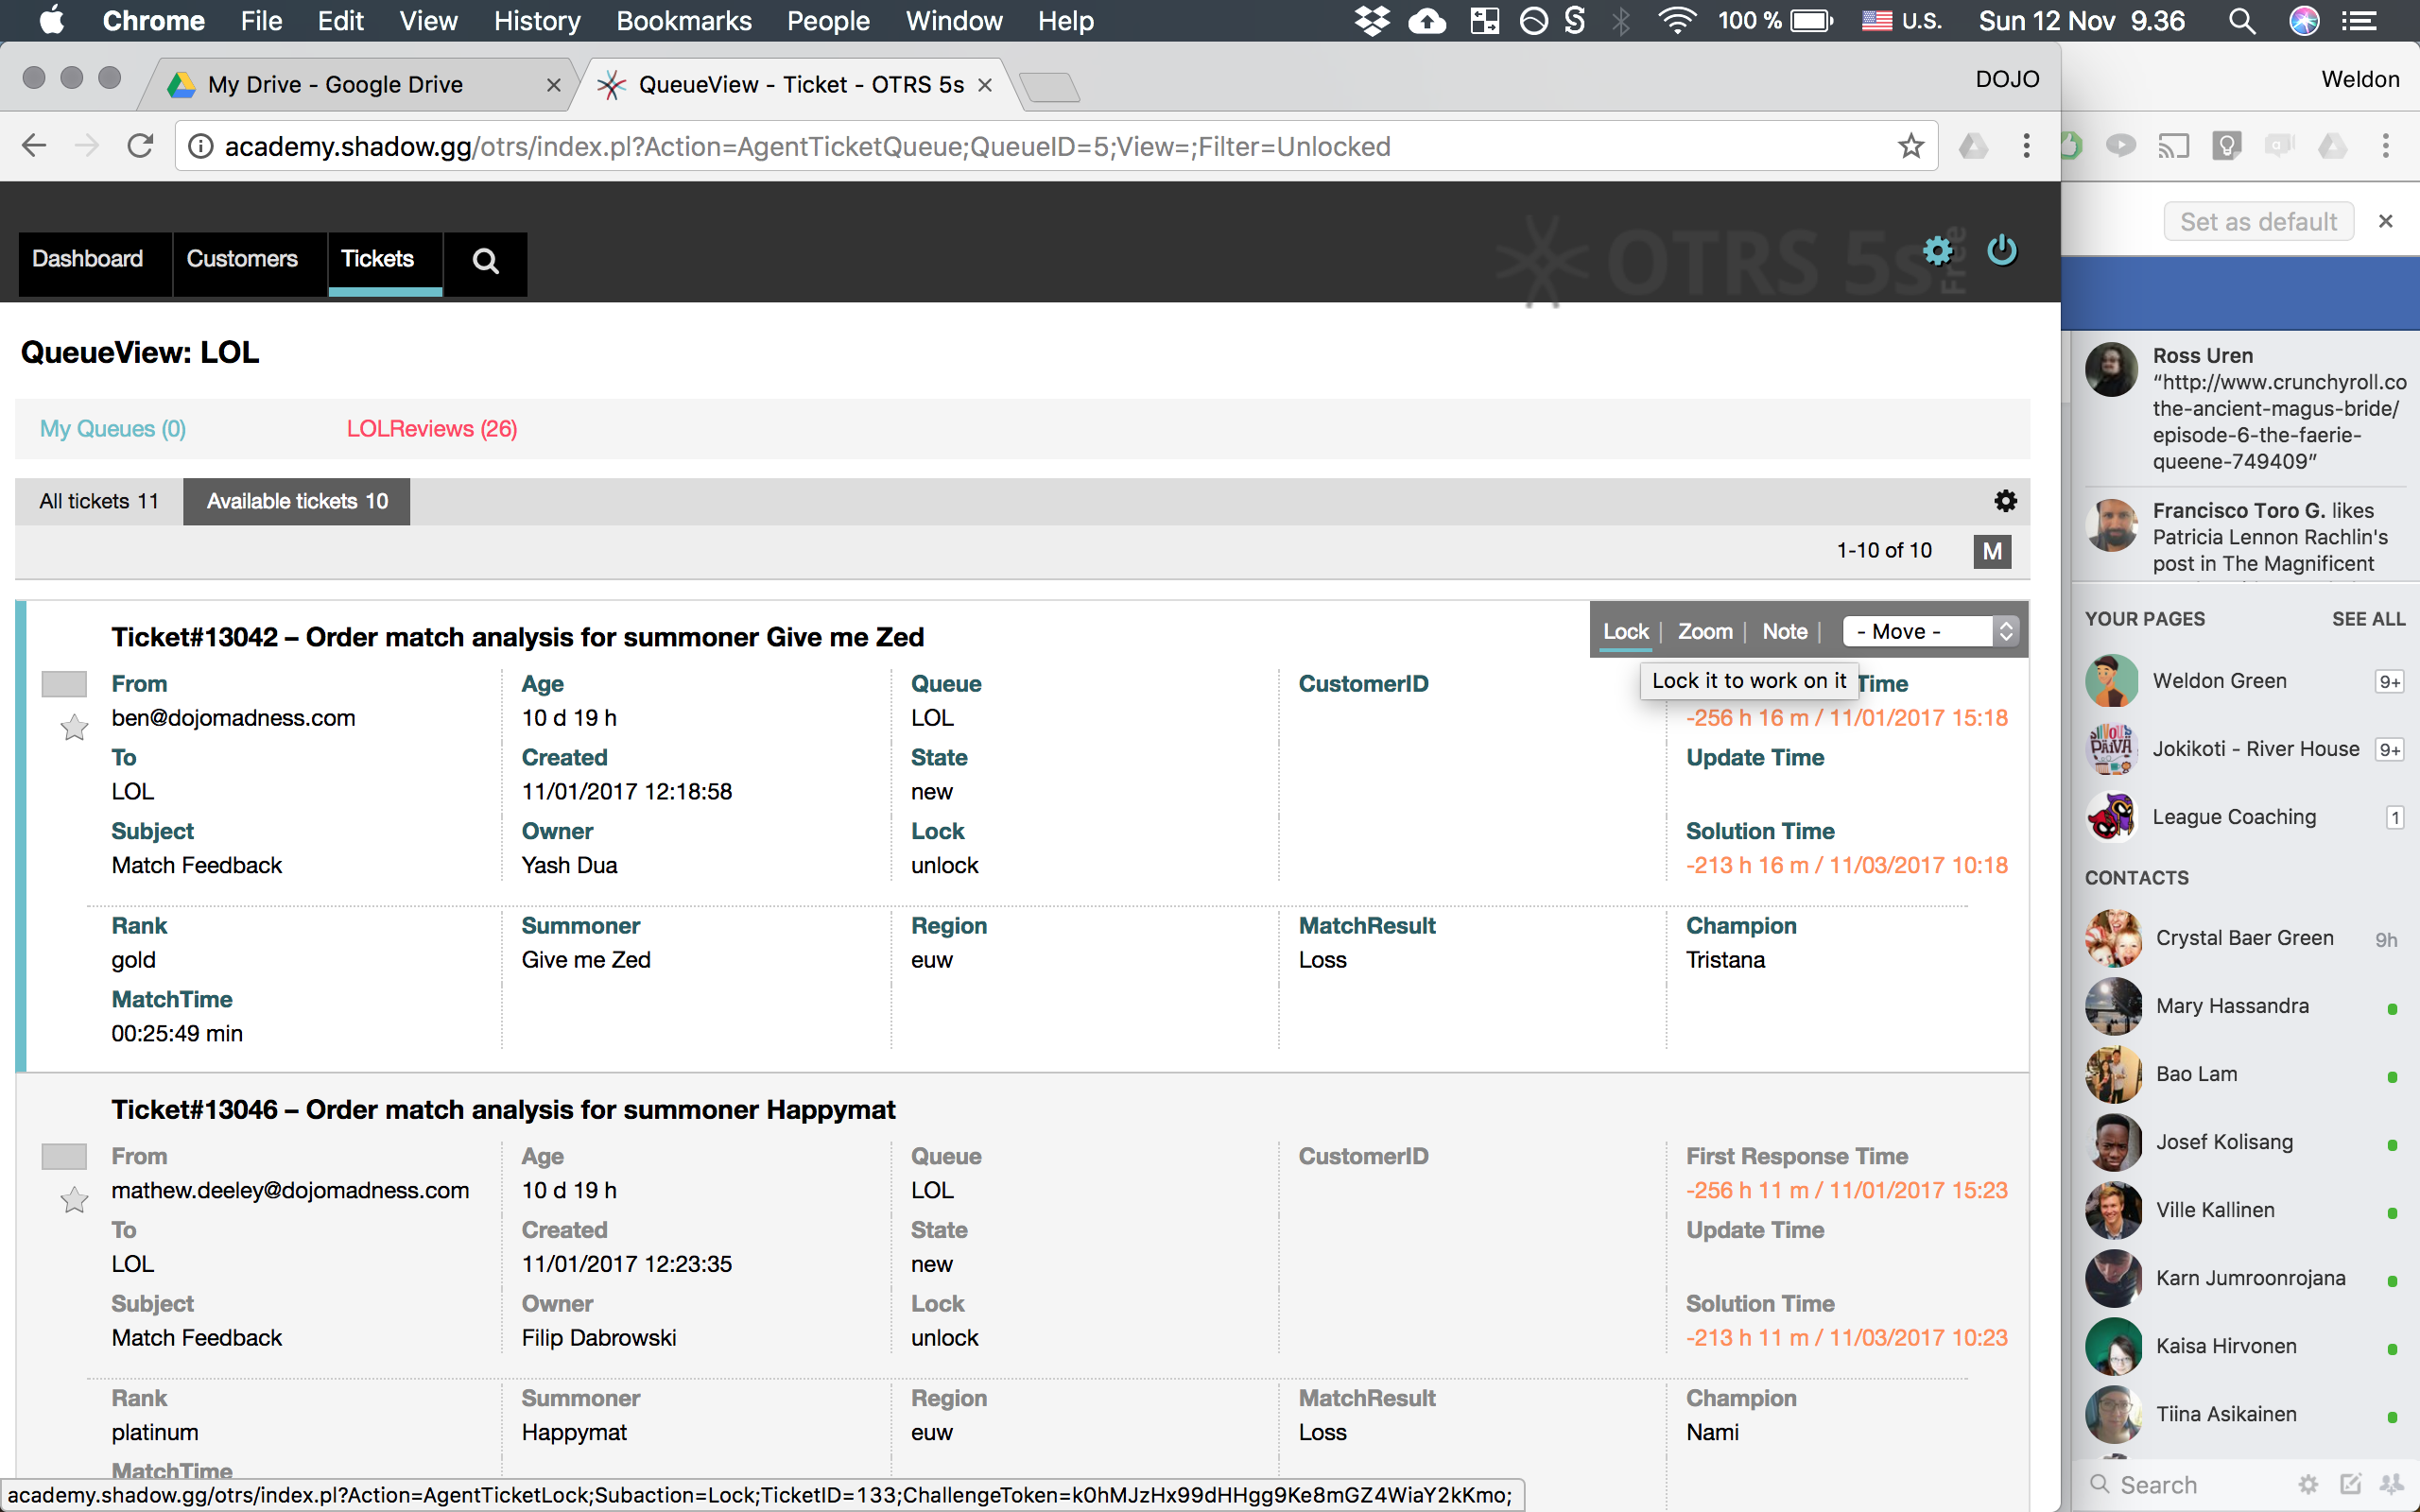 Chrome File Edit View History Bookmarks People Window Help 100 % U.S. Sun 12 Nov 9.36
My Drive - Google Drive × QueueView - Ticket - OTRS 5s × DOJO
Weldon
academy.shadow.gg/otrs/index.pl?Action=AgentTicketQueue;QueueID=5;View=;Filter=Unlocked
Set as default ×
Dashboard Customers Tickets
OTRS 5s Free
QueueView: LOL
My Queues (0) LOLReviews (26)
All tickets 11 Available tickets 10
1-10 of 10 M
Ticket#13042 – Order match analysis for summoner Give me Zed
Lock | Zoom | Note | - Move -
Lock it to work on it
From Age Queue CustomerID Time
ben@dojomadness.com 10 d 19 h LOL -256 h 16 m / 11/01/2017 15:18
To Created State Update Time
LOL 11/01/2017 12:18:58 new
Subject Owner Lock Solution Time
Match Feedback Yash Dua unlock -213 h 16 m / 11/03/2017 10:18
Rank Summoner Region MatchResult Champion
gold Give me Zed euw Loss Tristana
MatchTime
00:25:49 min
Ticket#13046 – Order match analysis for summoner Happymat
From Age Queue CustomerID First Response Time
mathew.deeley@dojomadness.com 10 d 19 h LOL -256 h 11 m / 11/01/2017 15:23
To Created State Update Time
LOL 11/01/2017 12:23:35 new
Subject Owner Lock Solution Time
Match Feedback Filip Dabrowski unlock -213 h 11 m / 11/03/2017 10:23
Rank Summoner Region MatchResult Champion
platinum Happymat euw Loss Nami
MatchTime
academy.shadow.gg/otrs/index.pl?Action=AgentTicketLock;Subaction=Lock;TicketID=133;ChallengeToken=k0hMJzHx99dHHgg9Ke8mGZ4WiaY2kKmo;
Ross Uren
“http://www.crunchyroll.co
the-ancient-magus-bride/
episode-6-the-faerie-
queene-749409”
Francisco Toro G. likes
Patricia Lennon Rachlin's
post in The Magnificent
YOUR PAGES SEE ALL
Weldon Green 9+
Jokikoti - River House 9+
League Coaching 1
CONTACTS
Crystal Baer Green 9h
Mary Hassandra
Bao Lam
Josef Kolisang
Ville Kallinen
Karn Jumroonrojana
Kaisa Hirvonen
Tiina Asikainen
Search